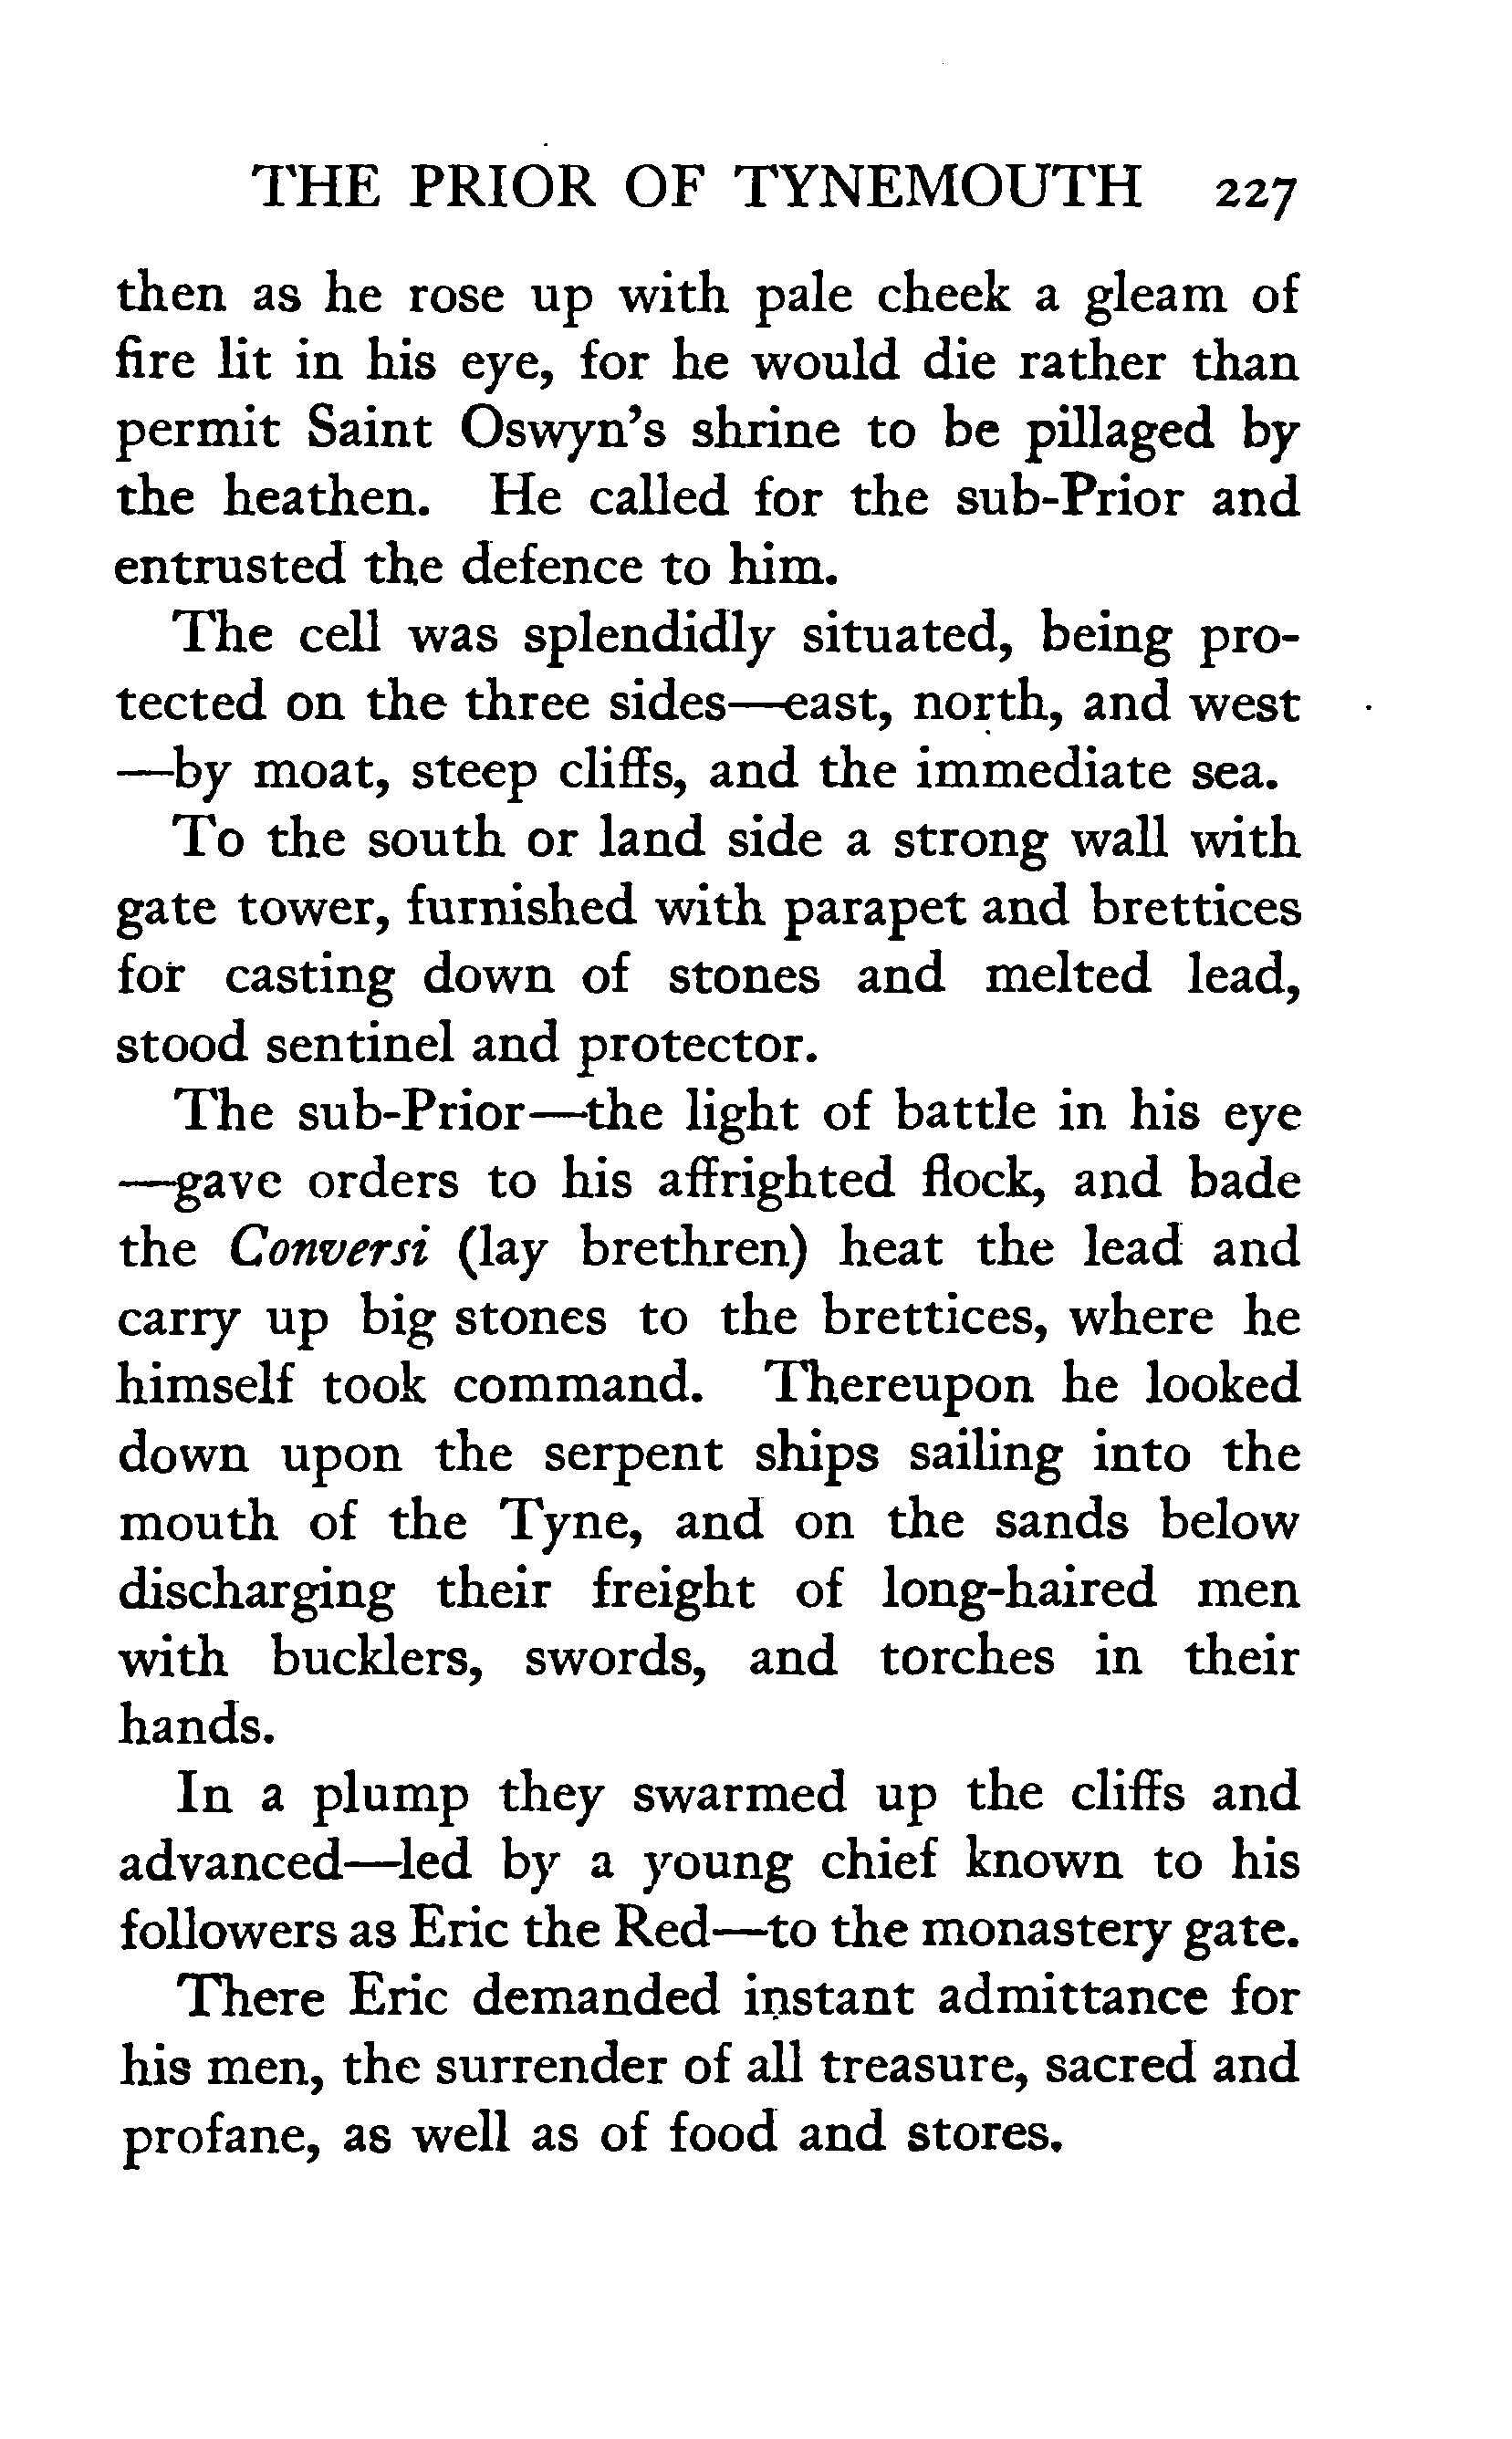 THE PRIOR OF TYNEMOUTH 227
then as he rose up with pale cheek a gleam of
fire lit in his eye, for he would die rather than
permit Saint Oswyn's shrine to be pillaged by
the heathen. He called for the sub-Prior and
entrusted the defence to him.
The cell was splendidly situated, being pro-
tected on the three sides—east, north, and west
—by moat, steep cliffs, and the immediate sea.
To the south or land side a strong wall with
gate tower, furnished with parapet and brettices
for casting down of stones and melted lead,
stood sentinel and protector.
The sub-Prior—the light of battle in his eye
—gave orders to his affrighted flock, and bade
the Conversi (lay brethren) heat the lead and
carry up big stones to the brettices, where he
himself took command. Thereupon he looked
down upon the serpent ships sailing into the
mouth of the Tyne, and on the sands below
discharging their freight of long-haired men
with bucklers, swords, and torches in their
hands.
In a plump they swarmed up the cliffs and
advanced—led by a young chief known to his
followers as Eric the Red—to the monastery gate.
There Eric demanded instant admittance for
his men, the surrender of all treasure, sacred and
profane, as well as of food and stores.